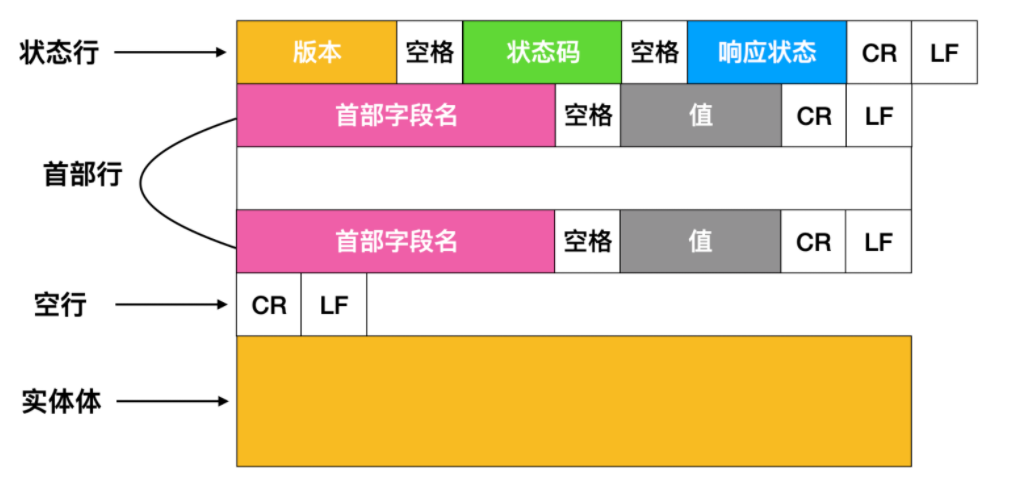 状态行 版本 空格 状态码 空格 响应状态 CR LF
首部字段名 空格 值 CR LF
首部行
首部字段名 空格 值 CR LF
空行 CR LF
实体体